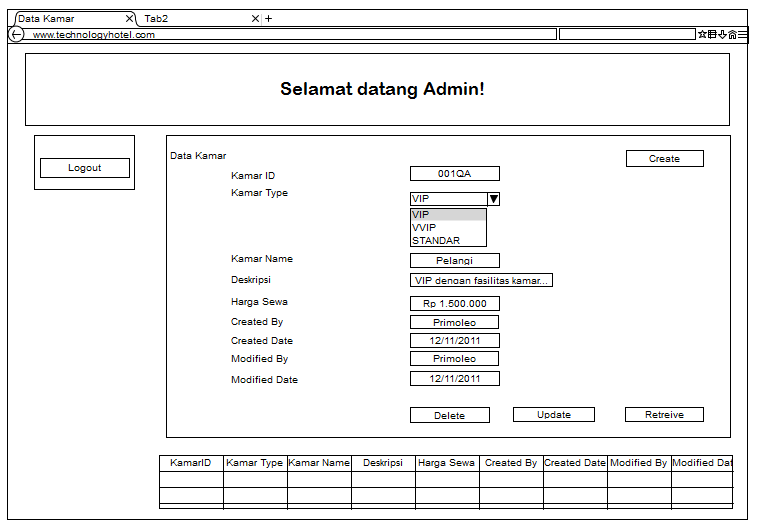 Data Kamar Tab2 +
www.technologyhotel.com
Selamat datang Admin!
Logout
Data Kamar
Create
Kamar ID 001QA
Kamar Type VIP
VIP
VVIP
STANDAR
Kamar Name Pelangi
Deskripsi VIP dengan fasilitas kamar...
Harga Sewa Rp 1.500.000
Created By Primoleo
Created Date 12/11/2011
Modified By Primoleo
Modified Date 12/11/2011
Delete Update Retreive
KamarID Kamar Type Kamar Name Deskripsi Harga Sewa Created By Created Date Modified By Modified Dat